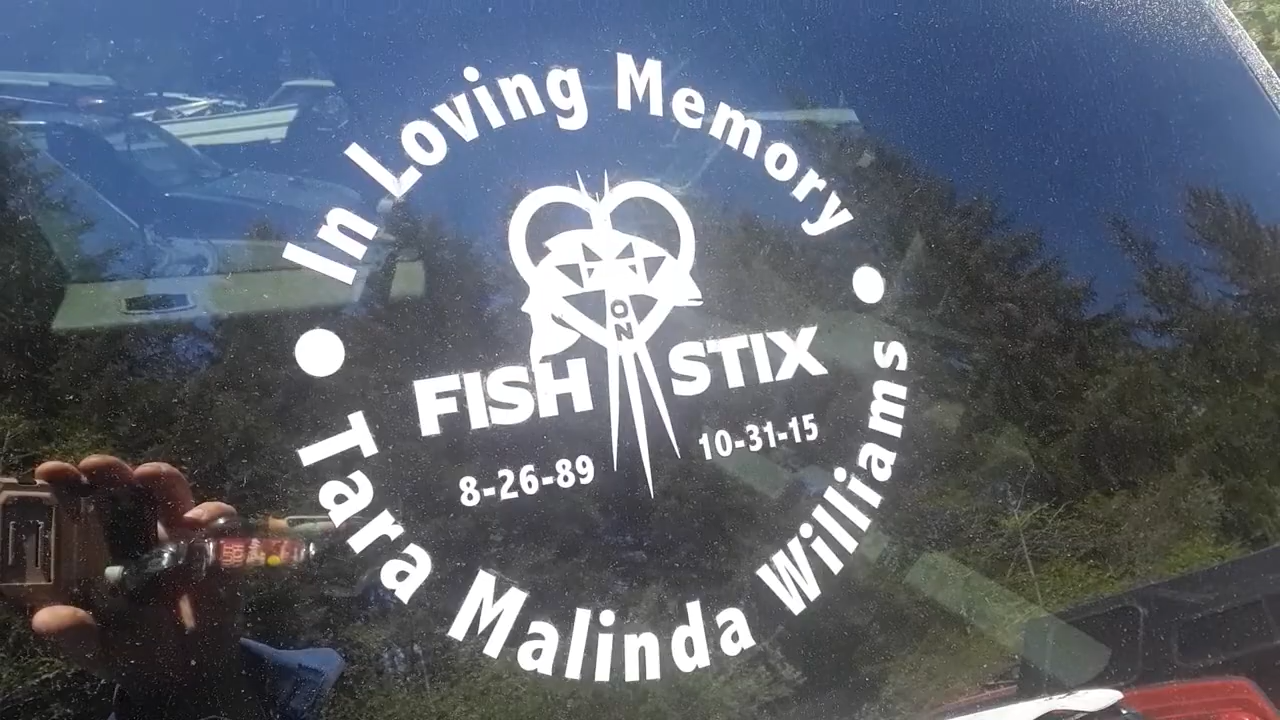 In Loving Memory
ON
FISH STIX
8-26-89 10-31-15
Tara Malinda Williams